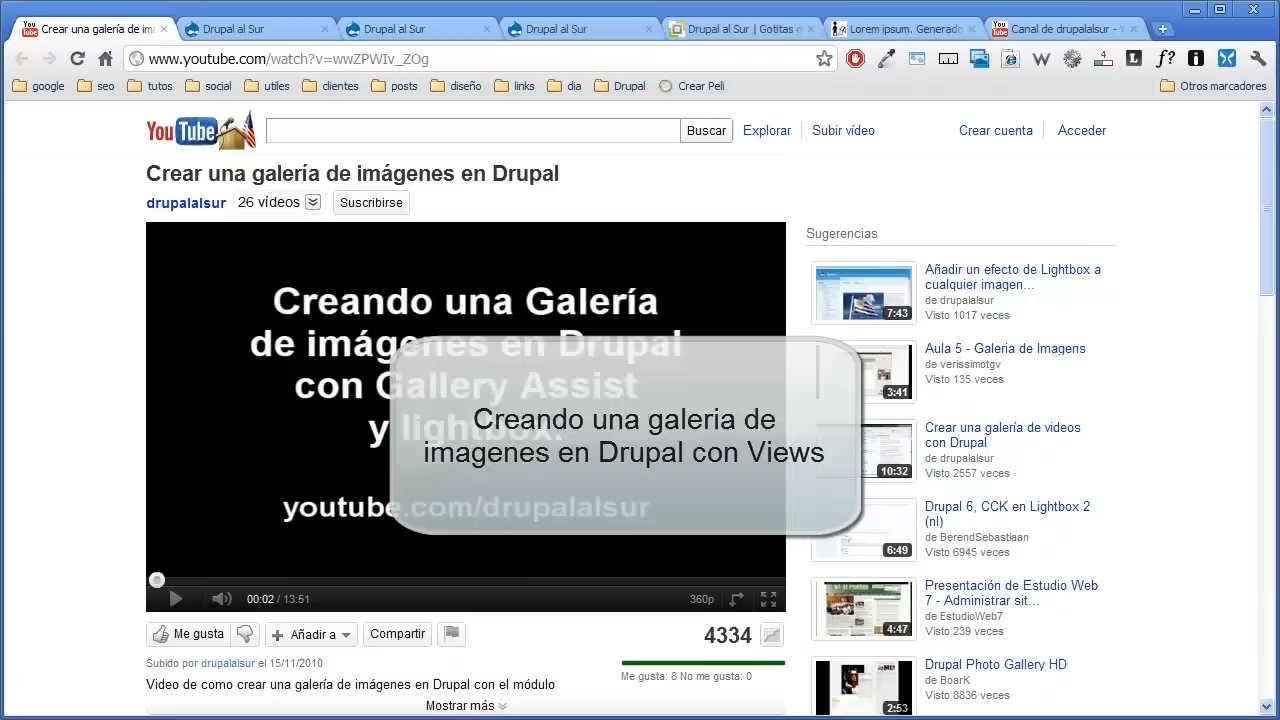 Crear una galería de im
Drupal al Sur
Drupal al Sur
Drupal al Sur
Drupal al Sur | Gotitas d
Lorem ipsum. Generado
Canal de drupalalsur - Y
www.youtube.com/watch?v=wwZPWIv_ZOg
google
seo
tutos
social
utiles
clientes
posts
diseño
links
dia
Drupal
Crear Peli
Otros marcadores
YouTube
Buscar
Explorar
Subir vídeo
Crear cuenta
Acceder
Crear una galería de imágenes en Drupal
drupalalsur
26 vídeos
Suscribirse
Creando una Galería
de imágenes en Drupal
con Gallery Assist
y lightbox.
youtube.com/drupalalsur
Creando una galeria de
imagenes en Drupal con Views
00:02 / 13:51
360p
Me gusta
Añadir a
Compartir
4334
Subido por drupalalsur el 15/11/2010
Me gusta: 8 No me gusta: 0
Video de como crear una galería de imágenes en Drupal con el módulo
Mostrar más
Sugerencias
7:43
Añadir un efecto de Lightbox a
cualquier imagen...
de drupalalsur
Visto 1017 veces
3:41
Aula 5 - Galeria de Imagens
de verissimotgv
Visto 135 veces
10:32
Crear una galería de videos
con Drupal
de drupalalsur
Visto 2557 veces
6:49
Drupal 6, CCK en Lightbox 2
(nl)
de BerendSebastiaan
Visto 6945 veces
4:47
Presentación de Estudio Web
7 - Administrar sit...
de EstudioWeb7
Visto 239 veces
2:53
Drupal Photo Gallery HD
de BoarK
Visto 8836 veces